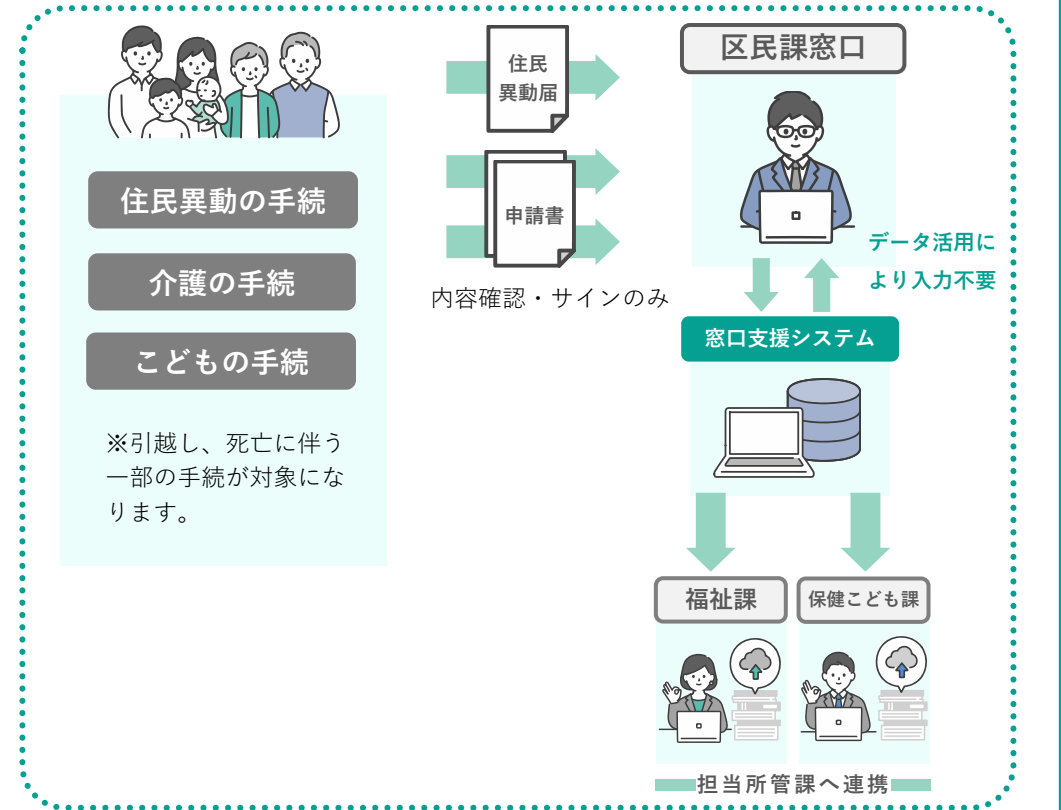 住民異動の手続
介護の手続
こどもの手続
※引越し、死亡に伴う
一部の手続が対象にな
ります。
住民
異動届
申請書
内容確認・サインのみ
区民課窓口
データ活用に
より入力不要
窓口支援システム
福祉課
保健こども課
担当所管課へ連携